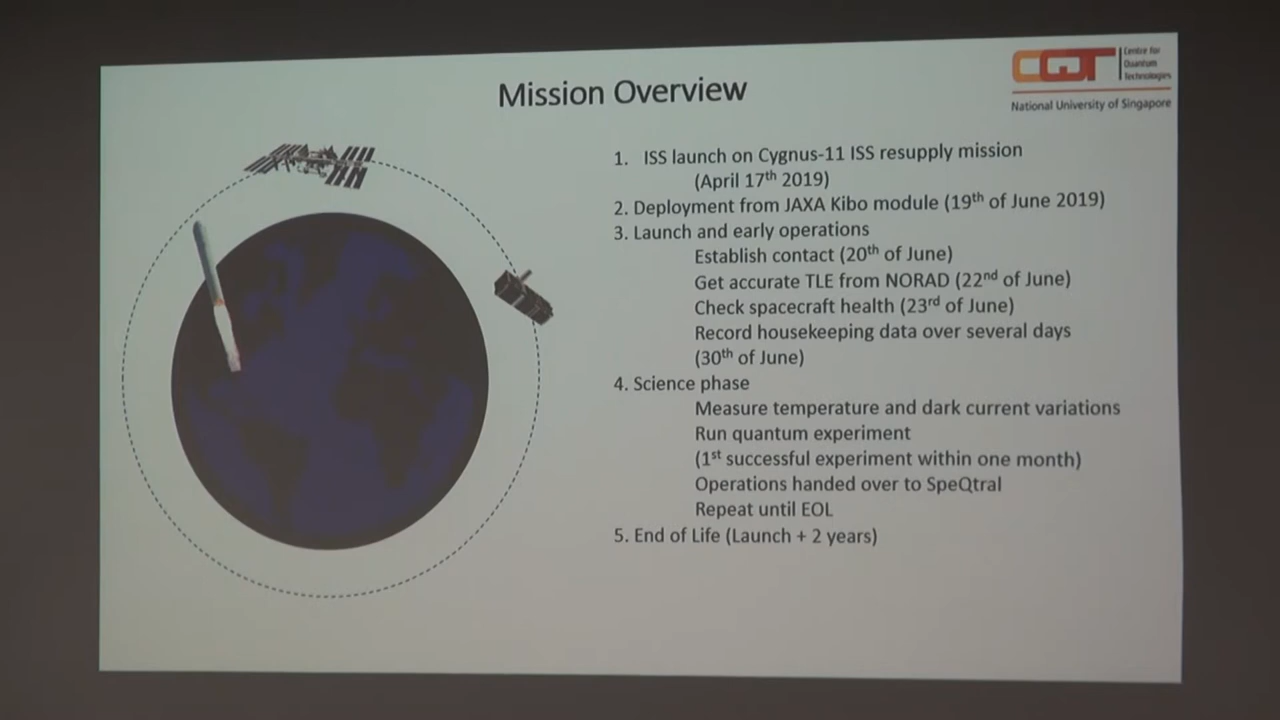 Mission Overview
CQT
Centre for
Quantum
Technologies
National University of Singapore
1. ISS launch on Cygnus-11 ISS resupply mission
(April 17th 2019)
2. Deployment from JAXA Kibo module (19th of June 2019)
3. Launch and early operations
Establish contact (20th of June)
Get accurate TLE from NORAD (22nd of June)
Check spacecraft health (23rd of June)
Record housekeeping data over several days
(30th of June)
4. Science phase
Measure temperature and dark current variations
Run quantum experiment
(1st successful experiment within one month)
Operations handed over to SpeQtral
Repeat until EOL
5. End of Life (Launch + 2 years)